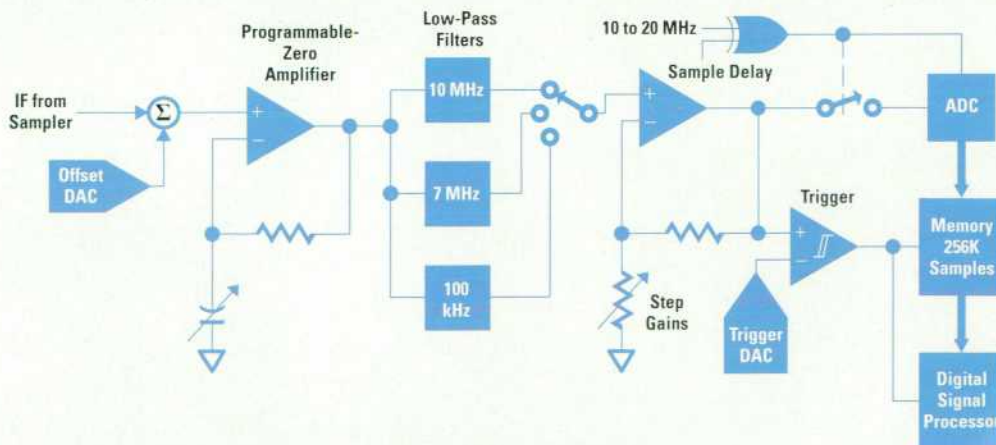 Low-Pass
Filters
10 to 20 MHz
Programmable-
Zero
Amplifier
Sample Delay
10 MHz
ADC
IF from
Sampler
Σ
+
−
+
−
Offset
DAC
7 MHz
Trigger
+
−
Memory
256K
Samples
100
kHz
Step
Gains
Trigger
DAC
Digital
Signal
Processor